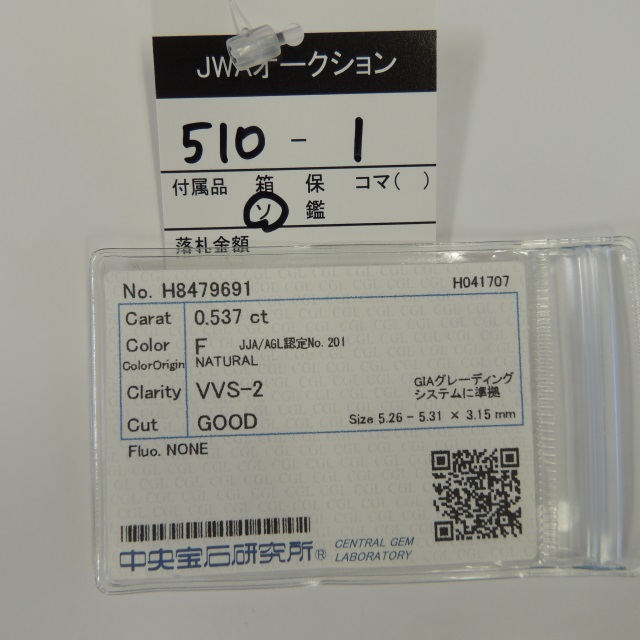 JWAオークション
510 - 1
付属品 箱 保 コマ( )
ソ 鑑
落札金額
No. H8479691 H041707
Carat 0.537 ct
Color F JJA/AGL認定No.201
ColorOrigin NATURAL
Clarity VVS-2 GIAグレーディング
システムに準拠
Cut GOOD Size 5.26 - 5.31 × 3.15 mm
Fluo. NONE
中央宝石研究所® CENTRAL GEM
LABORATORY